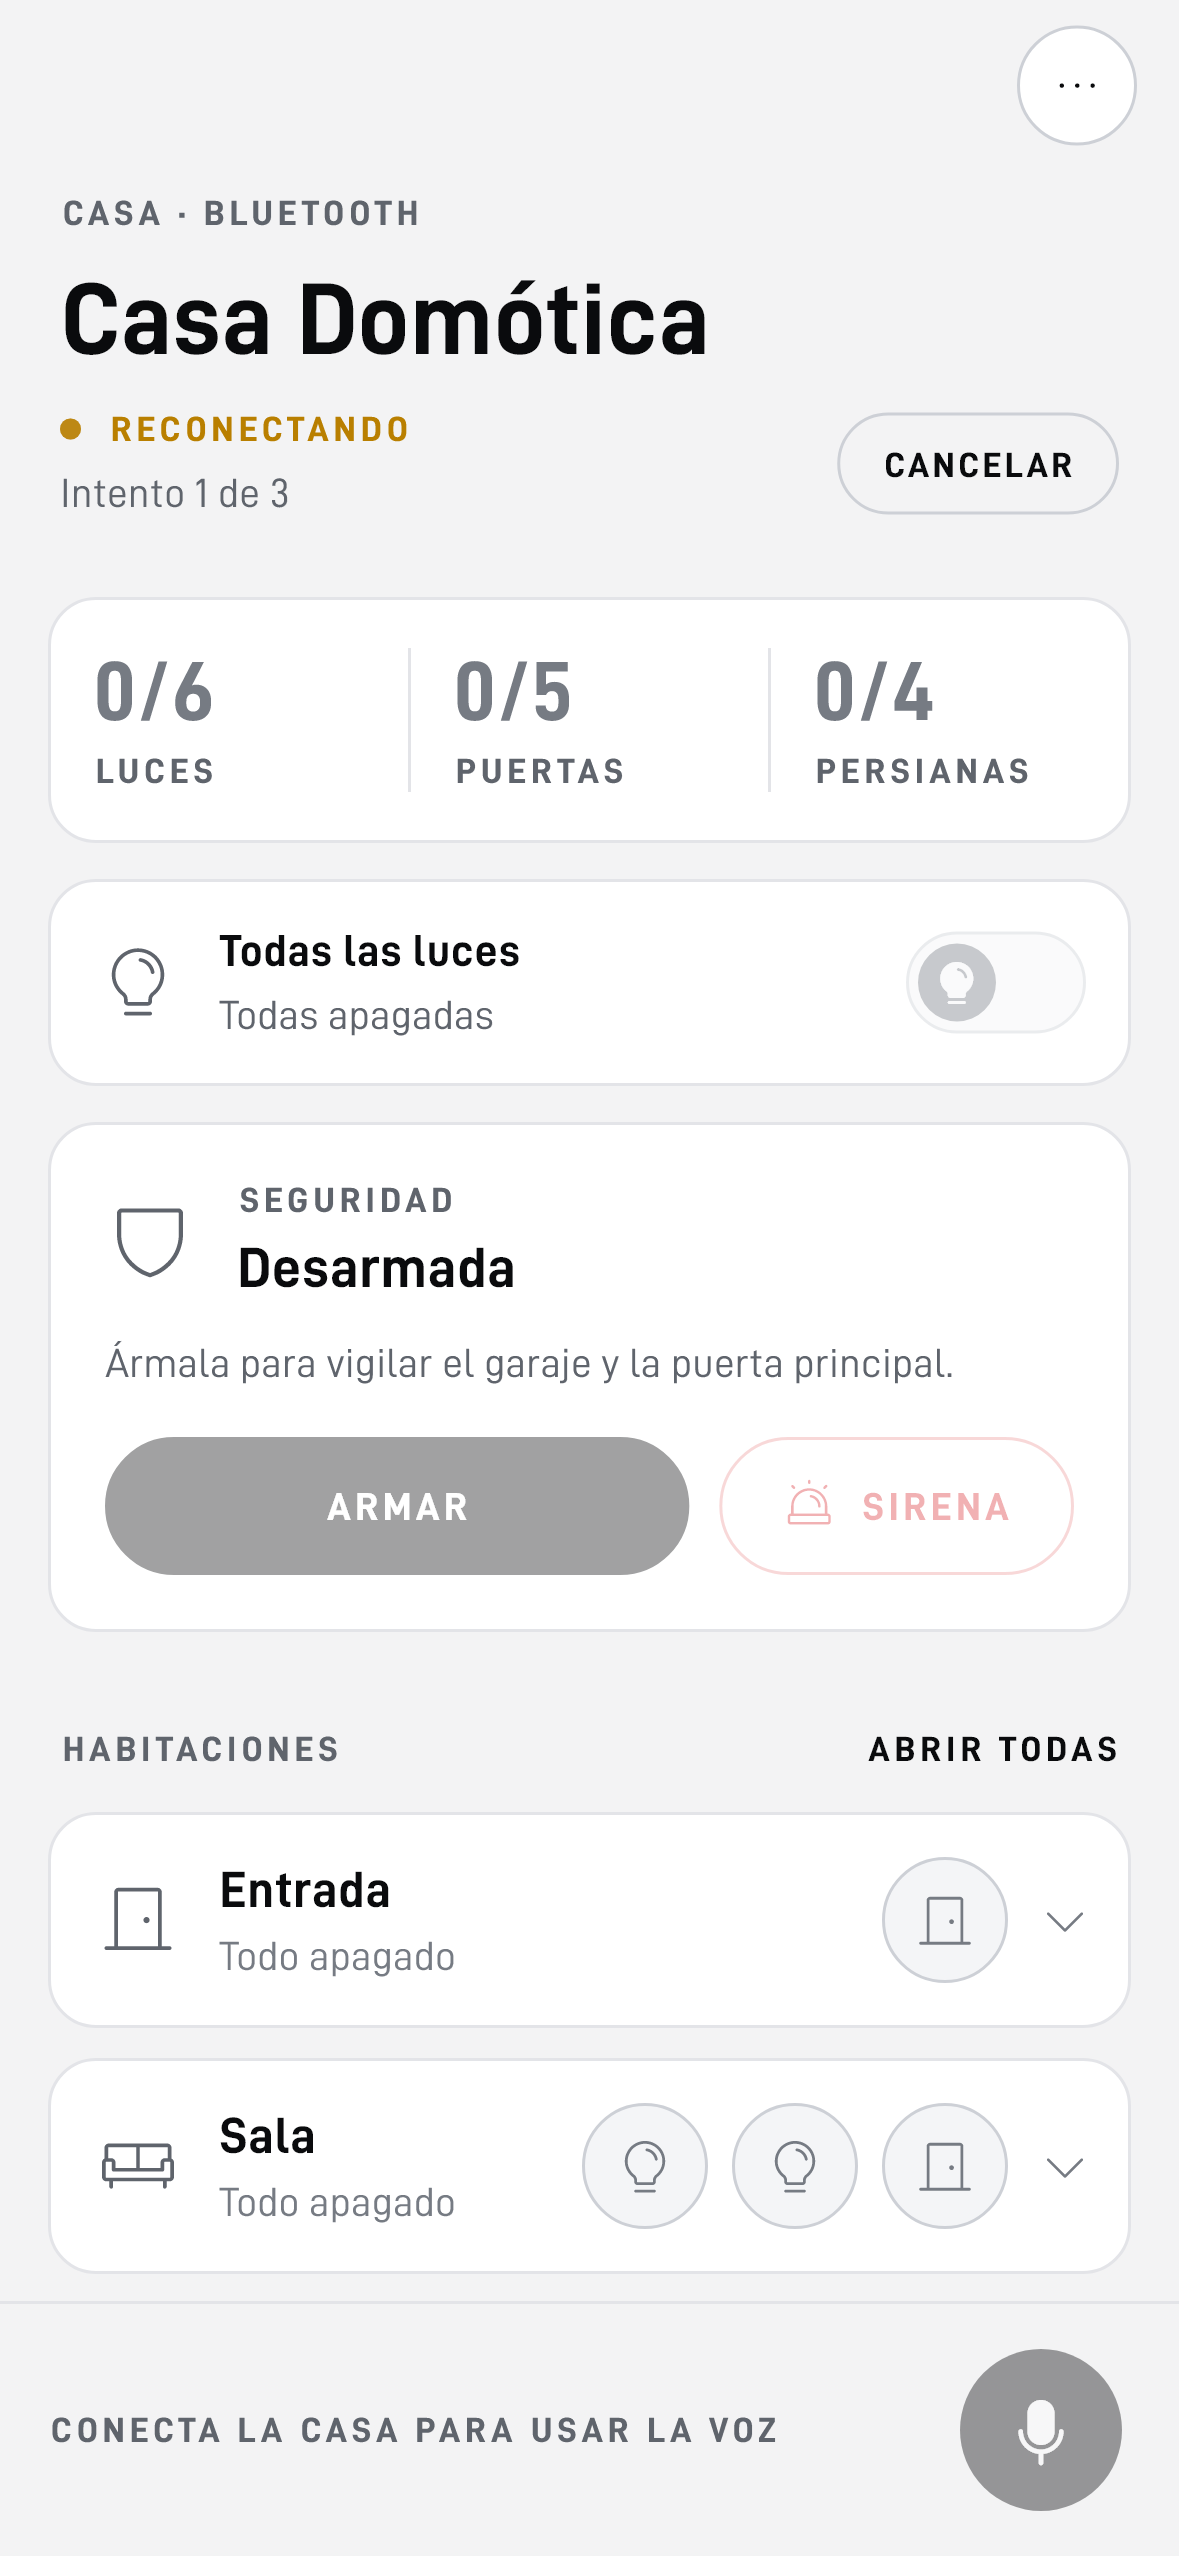 CASA · BLUETOOTH
Casa Domótica
RECONECTANDO
Intento 1 de 3
CANCELAR
0/6
LUCES
0/5
PUERTAS
0/4
PERSIANAS
Todas las luces
Todas apagadas
SEGURIDAD
Desarmada
Ármala para vigilar el garaje y la puerta principal.
ARMAR
SIRENA
HABITACIONES
ABRIR TODAS
Entrada
Todo apagado
Sala
Todo apagado
CONECTA LA CASA PARA USAR LA VOZ